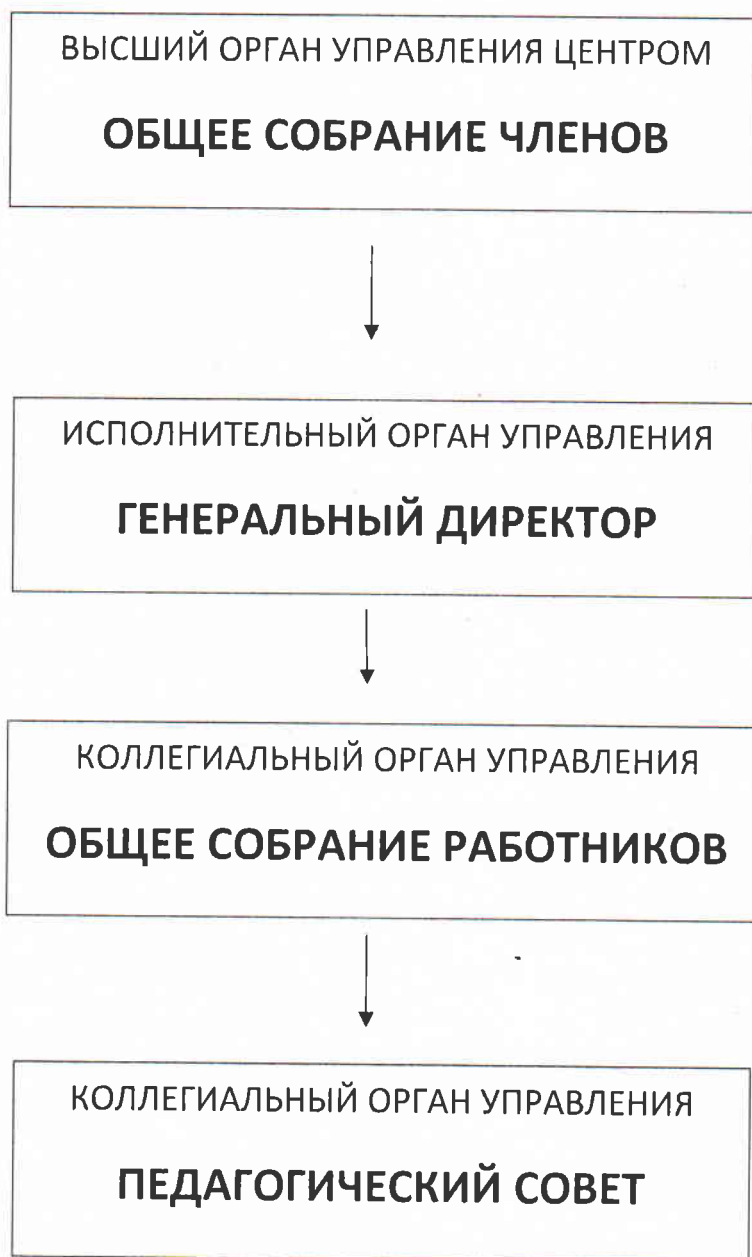 ВЫСШИЙ ОРГАН УПРАВЛЕНИЯ ЦЕНТРОМ
ОБЩЕЕ СОБРАНИЕ ЧЛЕНОВ
ИСПОЛНИТЕЛЬНЫЙ ОРГАН УПРАВЛЕНИЯ
ГЕНЕРАЛЬНЫЙ ДИРЕКТОР
КОЛЛЕГИАЛЬНЫЙ ОРГАН УПРАВЛЕНИЯ
ОБЩЕЕ СОБРАНИЕ РАБОТНИКОВ
КОЛЛЕГИАЛЬНЫЙ ОРГАН УПРАВЛЕНИЯ
ПЕДАГОГИЧЕСКИЙ СОВЕТ